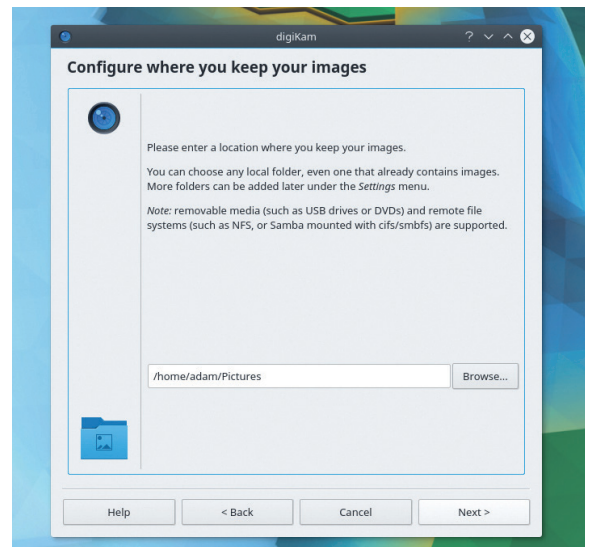 digiKam
Configure where you keep your images
Please enter a location where you keep your images.
You can choose any local folder, even one that already contains images.
More folders can be added later under the Settings menu.
Note: removable media (such as USB drives or DVDs) and remote file
systems (such as NFS, or Samba mounted with cifs/smbfs) are supported.
/home/adam/Pictures
Browse...
Help
< Back
Cancel
Next >